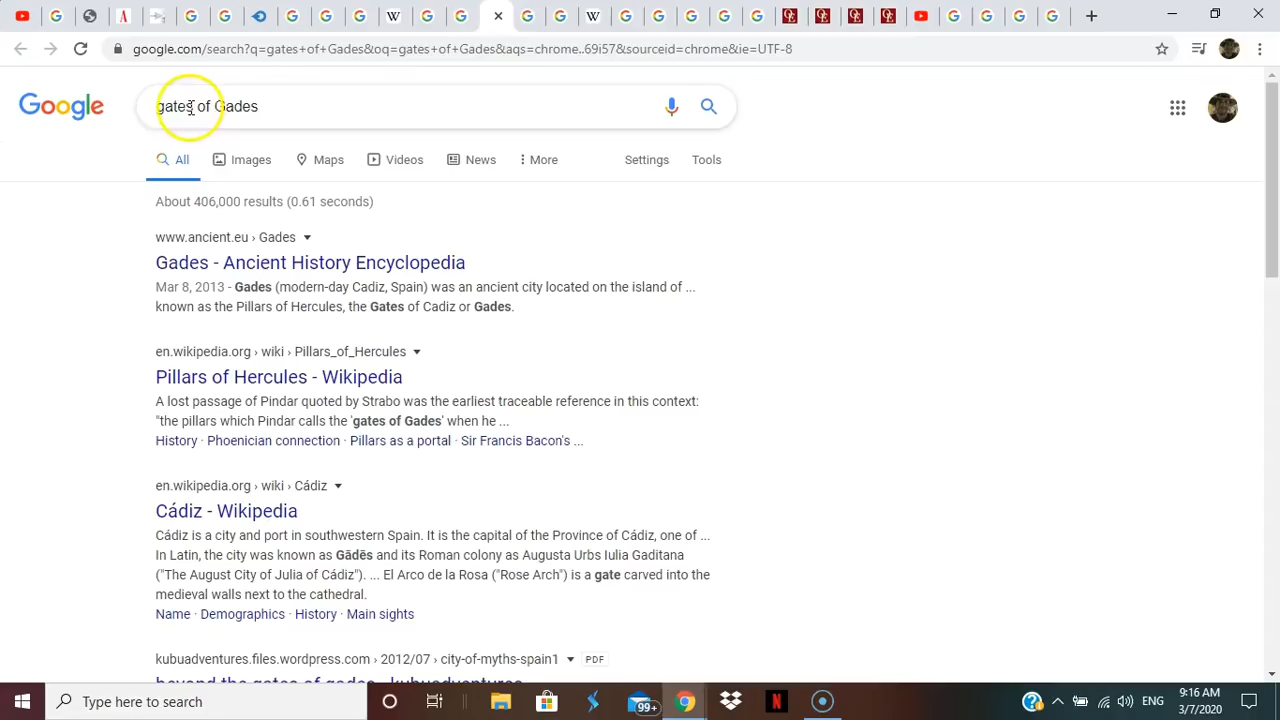 google.com/search?q=gates+of+Gades&oq=gates+of+Gades&aqs=chrome..69i57&sourceid=chrome&ie=UTF-8
Google
gates of Gades
All Images Maps Videos News More Settings Tools
About 406,000 results (0.61 seconds)
www.ancient.eu › Gades
Gades - Ancient History Encyclopedia
Mar 8, 2013 - Gades (modern-day Cadiz, Spain) was an ancient city located on the island of ...
known as the Pillars of Hercules, the Gates of Cadiz or Gades.
en.wikipedia.org › wiki › Pillars_of_Hercules
Pillars of Hercules - Wikipedia
A lost passage of Pindar quoted by Strabo was the earliest traceable reference in this context:
"the pillars which Pindar calls the 'gates of Gades' when he ...
History · Phoenician connection · Pillars as a portal · Sir Francis Bacon's ...
en.wikipedia.org › wiki › Cádiz
Cádiz - Wikipedia
Cádiz is a city and port in southwestern Spain. It is the capital of the Province of Cádiz, one of ...
In Latin, the city was known as Gādēs and its Roman colony as Augusta Urbs Iulia Gaditana
("The August City of Julia of Cádiz"). ... El Arco de la Rosa ("Rose Arch") is a gate carved into the
medieval walls next to the cathedral.
Name · Demographics · History · Main sights
kubuadventures.files.wordpress.com › 2012/07 › city-of-myths-spain1 PDF
beyond the gates of gades - kubuadventures
Type here to search
99+
ENG
9:16 AM
3/7/2020